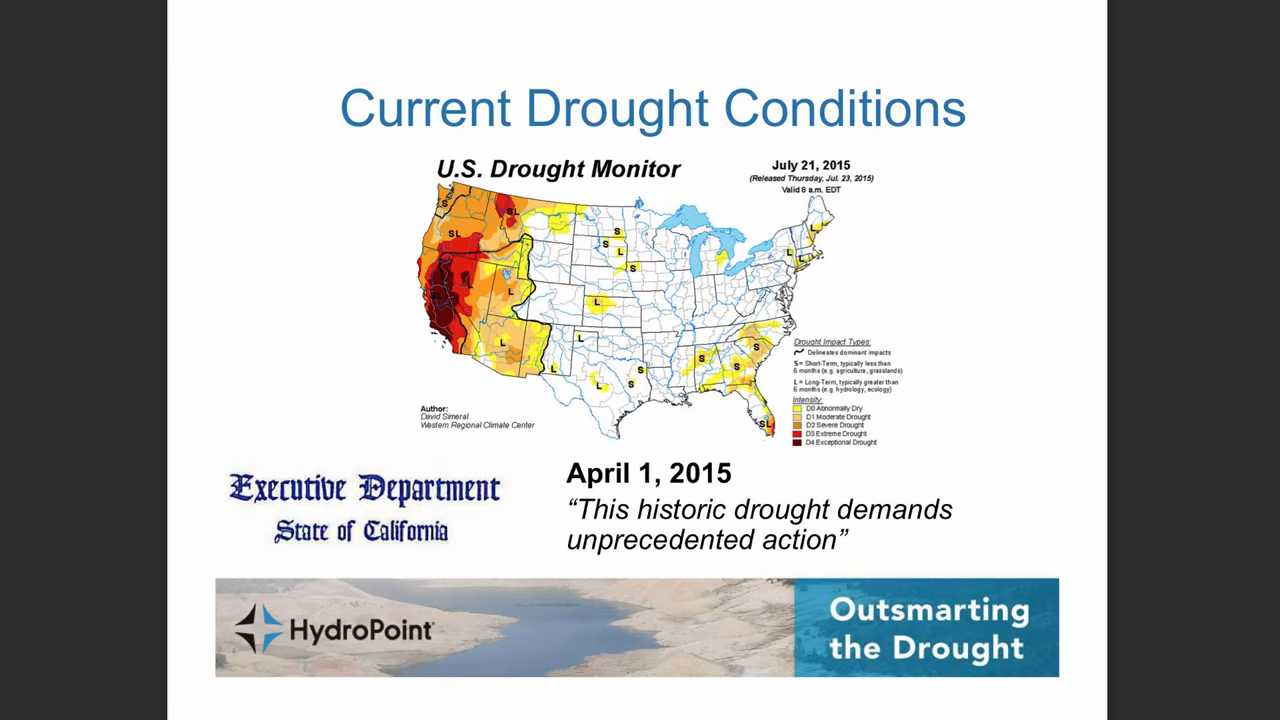 Current Drought Conditions
U.S. Drought Monitor
July 21, 2015
(Released Thursday, Jul. 23, 2015)
Valid 8 a.m. EDT
S
SL
SL
S
S
L
S
L
L
L
L
L
L
S
S
S
S
S
SL
L
L
L
Drought Impact Types:
Delineates dominant impacts
S = Short-Term, typically less than
6 months (e.g. agriculture, grasslands)
L = Long-Term, typically greater than
6 months (e.g. hydrology, ecology)
Intensity:
D0 Abnormally Dry
D1 Moderate Drought
D2 Severe Drought
D3 Extreme Drought
D4 Exceptional Drought
Author:
David Simeral
Western Regional Climate Center
Executive Department
State of California
April 1, 2015
“This historic drought demands
unprecedented action”
HydroPoint
Outsmarting
the Drought